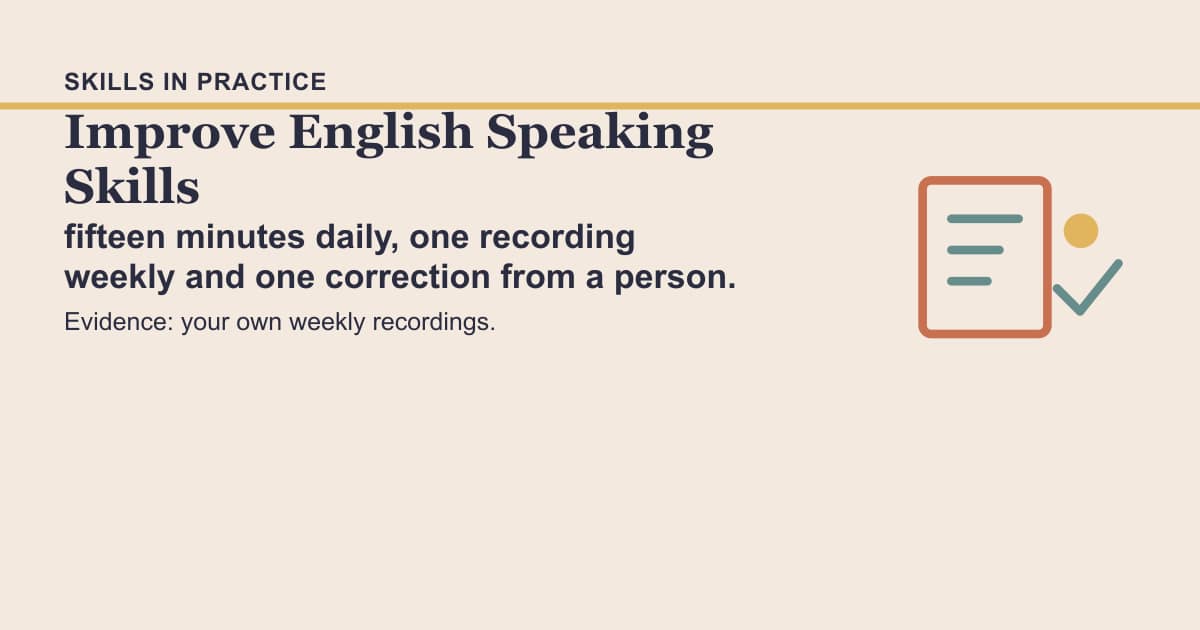 SKILLS IN PRACTICE
Improve English Speaking
Skills
fifteen minutes daily, one recording
weekly and one correction from a person.
Evidence: your own weekly recordings.